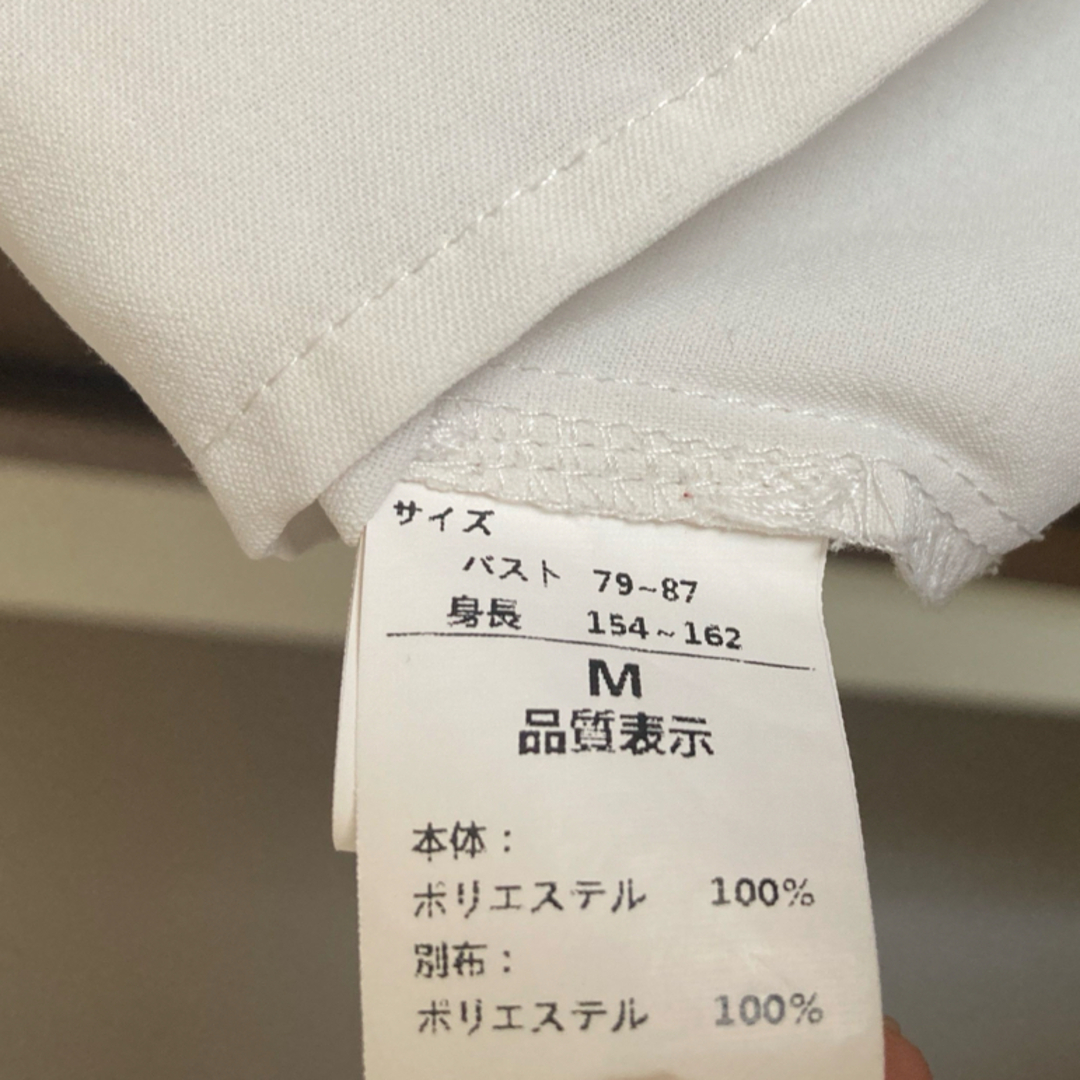 サイズ
バスト 79~87
身長 154~162
M
品質表示
本体:
ポリエステル 100%
別布:
ポリエステル 100%